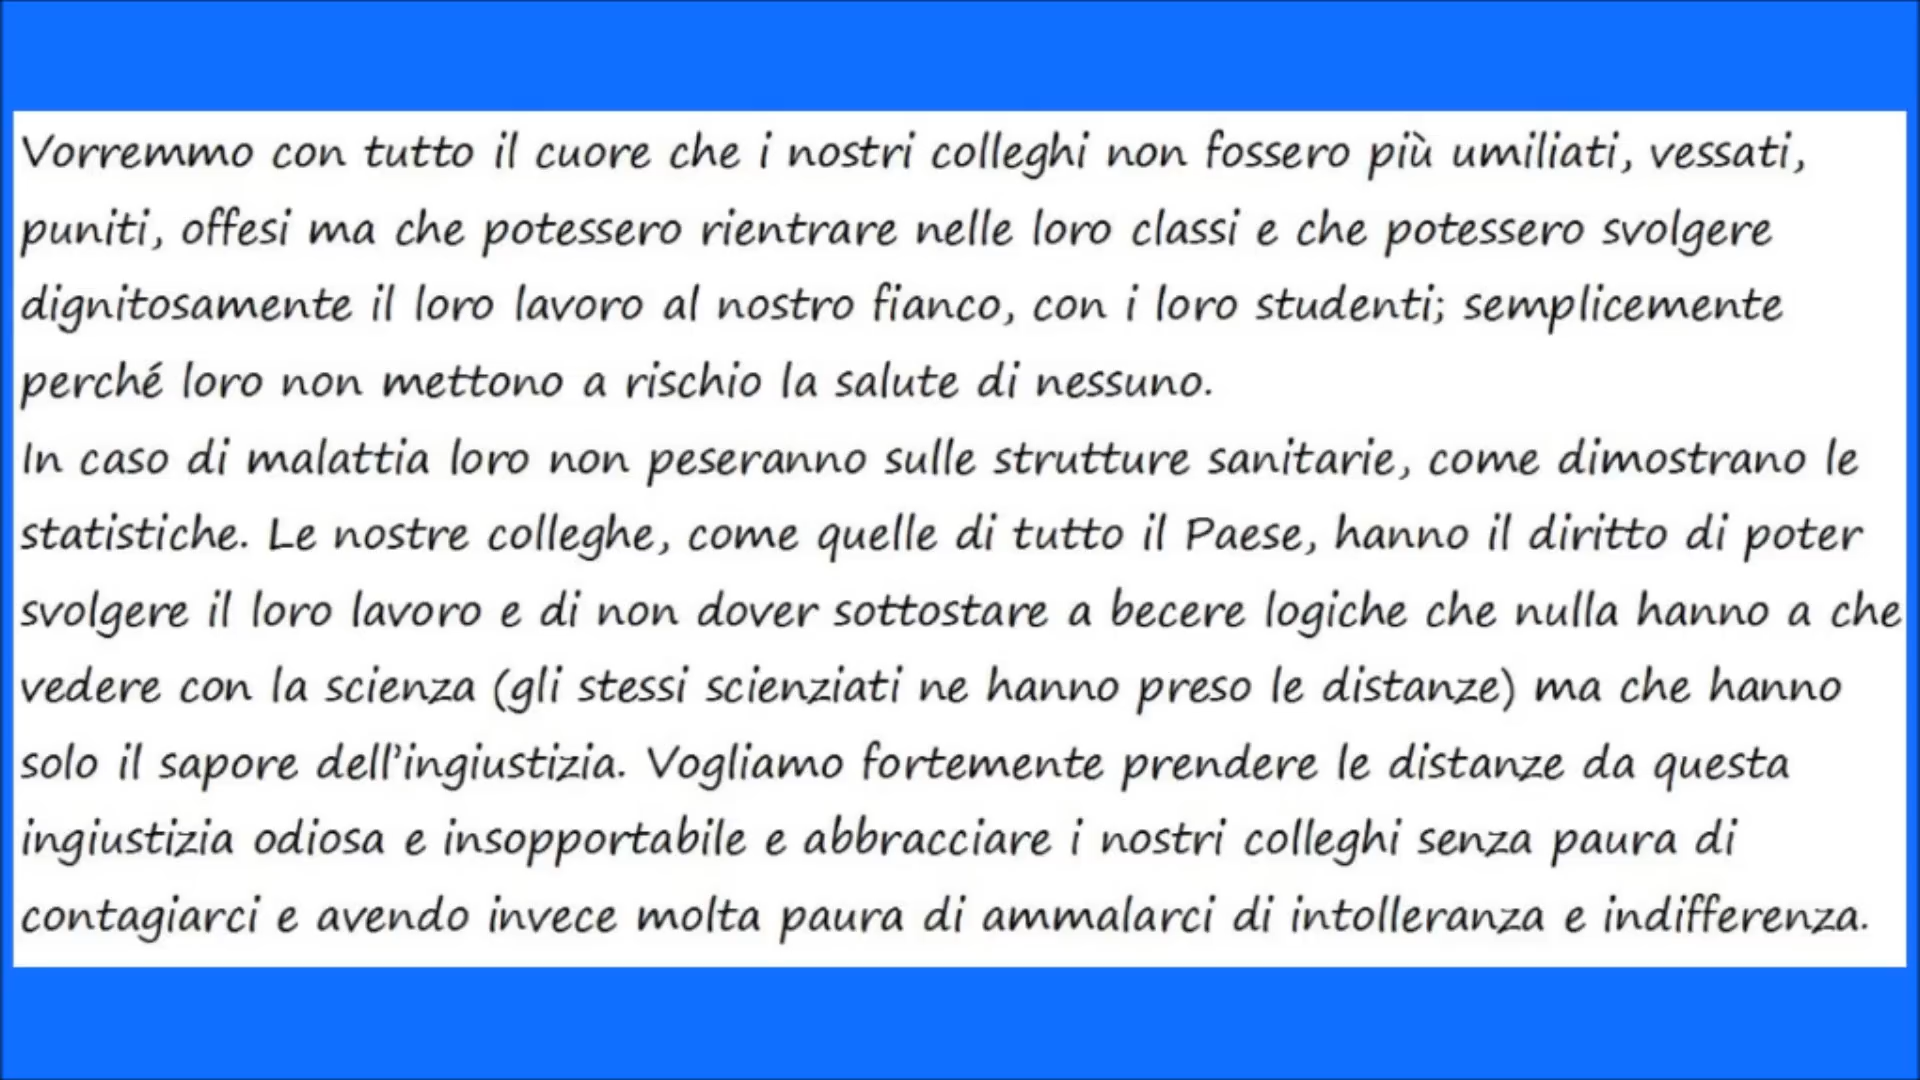 Vorremmo con tutto il cuore che i nostri colleghi non fossero più umiliati, vessati,
puniti, offesi ma che potessero rientrare nelle loro classi e che potessero svolgere
dignitosamente il loro lavoro al nostro fianco, con i loro studenti; semplicemente
perché loro non mettono a rischio la salute di nessuno.
In caso di malattia loro non peseranno sulle strutture sanitarie, come dimostrano le
statistiche. Le nostre colleghe, come quelle di tutto il Paese, hanno il diritto di poter
svolgere il loro lavoro e di non dover sottostare a becere logiche che nulla hanno a che
vedere con la scienza (gli stessi scienziati ne hanno preso le distanze) ma che hanno
solo il sapore dell’ingiustizia. Vogliamo fortemente prendere le distanze da questa
ingiustizia odiosa e insopportabile e abbracciare i nostri colleghi senza paura di
contagiarci e avendo invece molta paura di ammalarci di intolleranza e indifferenza.